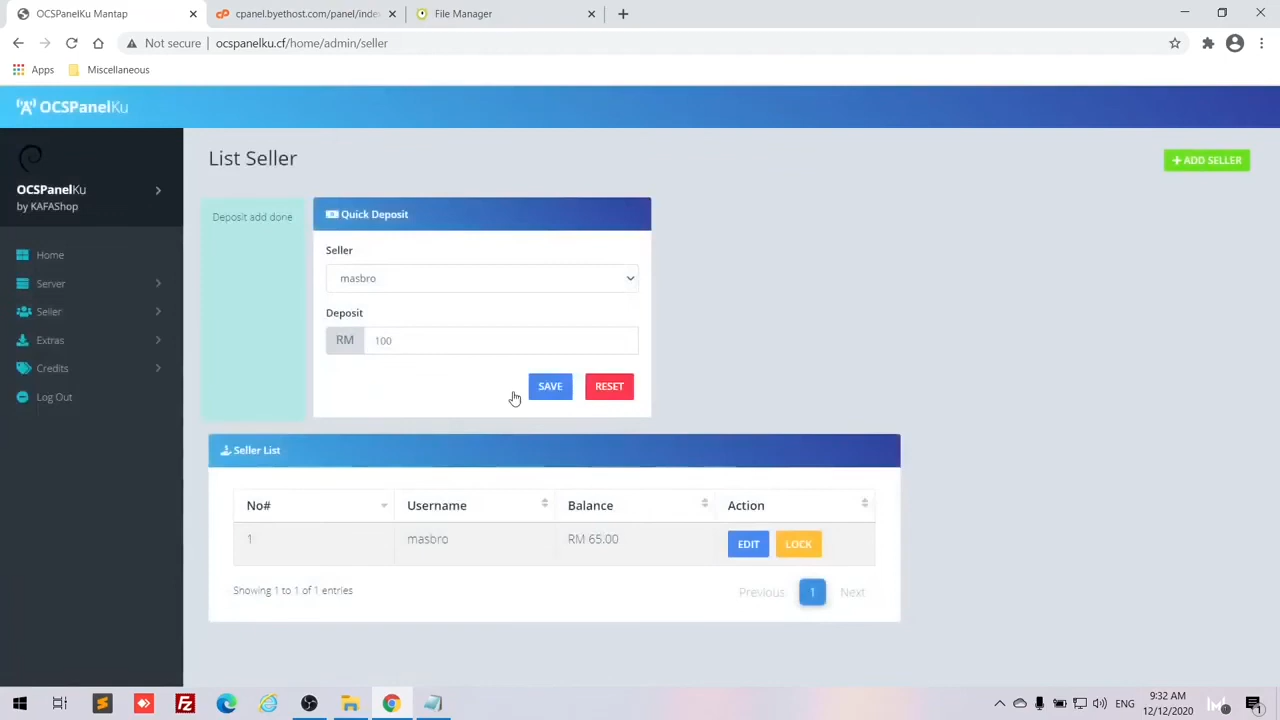 OCSPanelKu Mantap
cpanel.byethost.com/panel/inde
File Manager
Not secure
ocspanelku.cf/home/admin/seller
Apps
Miscellaneous
OCSPanelKu
OCSPanelKu
by KAFAShop
Home
Server
Seller
Extras
Credits
Log Out
List Seller
+ ADD SELLER
Deposit add done
Quick Deposit
Seller
masbro
Deposit
RM 100
SAVE RESET
Seller List
No# Username Balance Action
1 masbro RM 65.00 EDIT LOCK
Showing 1 to 1 of 1 entries
Previous 1 Next
ENG
9:32 AM
12/12/2020